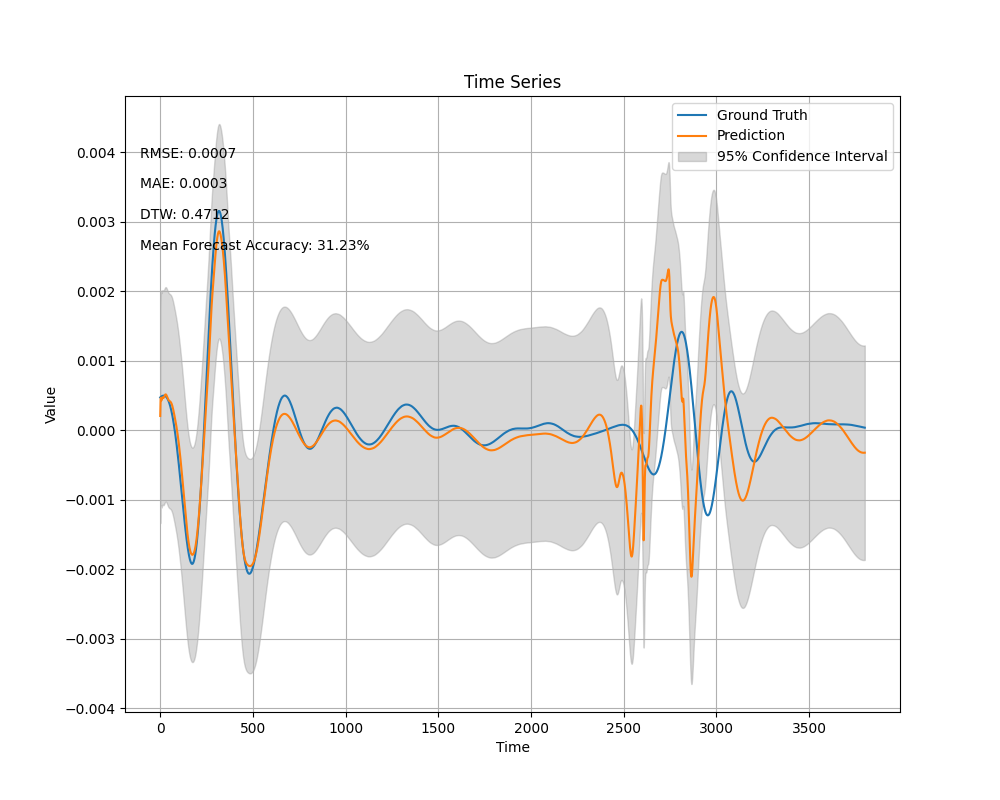 Time Series
Ground Truth
Prediction
95% Confidence Interval
RMSE: 0.0007
MAE: 0.0003
DTW: 0.4712
Mean Forecast Accuracy: 31.23%
Value
0.004
0.003
0.002
0.001
0.000
−0.001
−0.002
−0.003
−0.004
0 500 1000 1500 2000 2500 3000 3500
Time